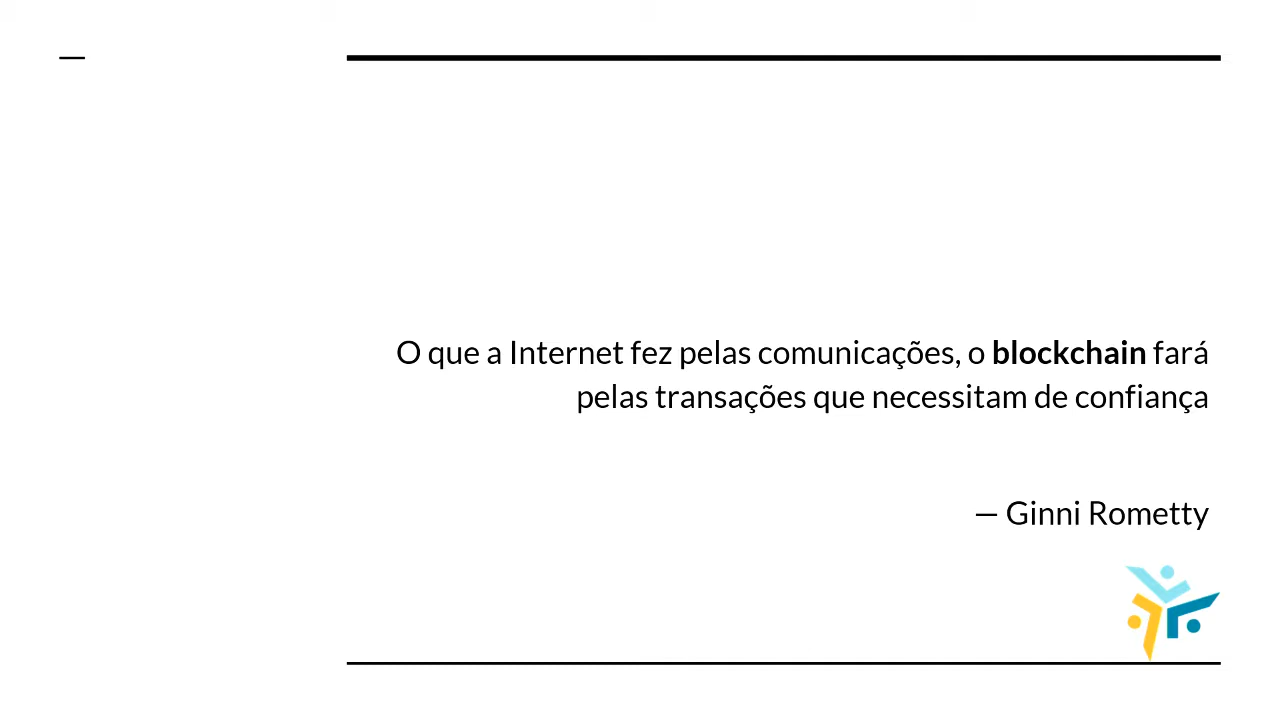 —
O que a Internet fez pelas comunicações, o blockchain fará
pelas transações que necessitam de confiança
— Ginni Rometty